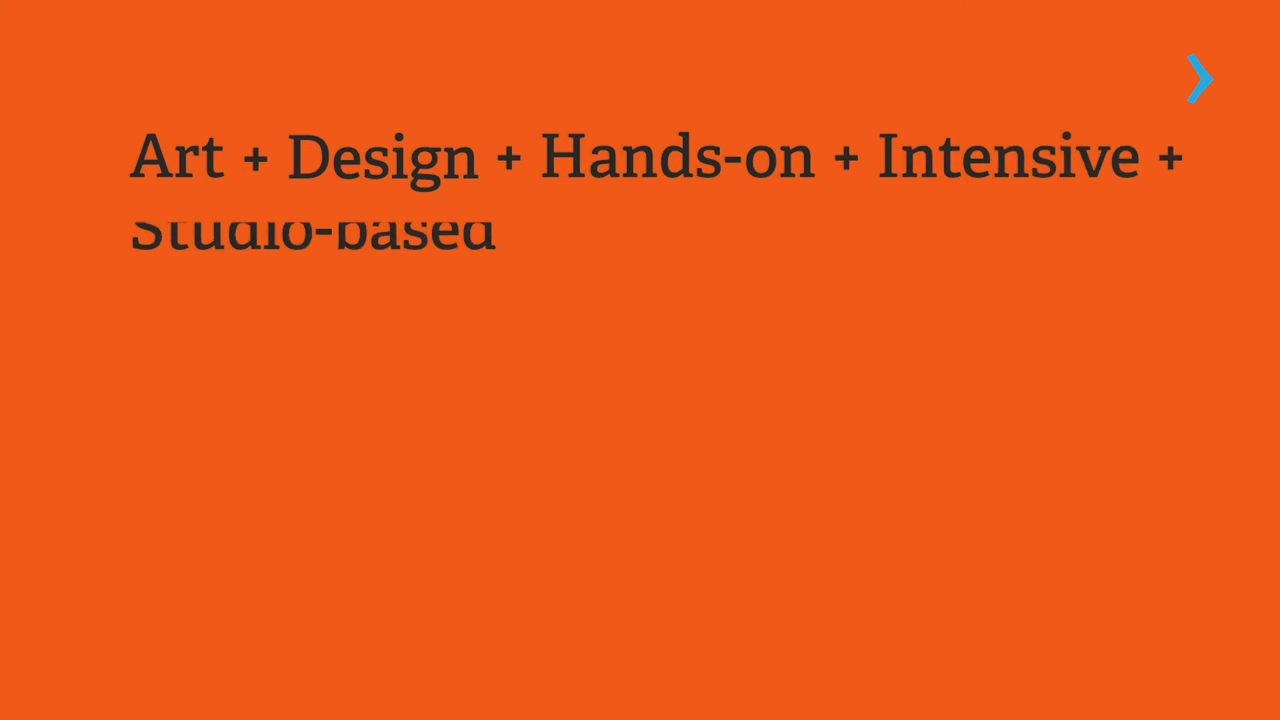 Art + Design + Hands-on + Intensive +
Studio-based